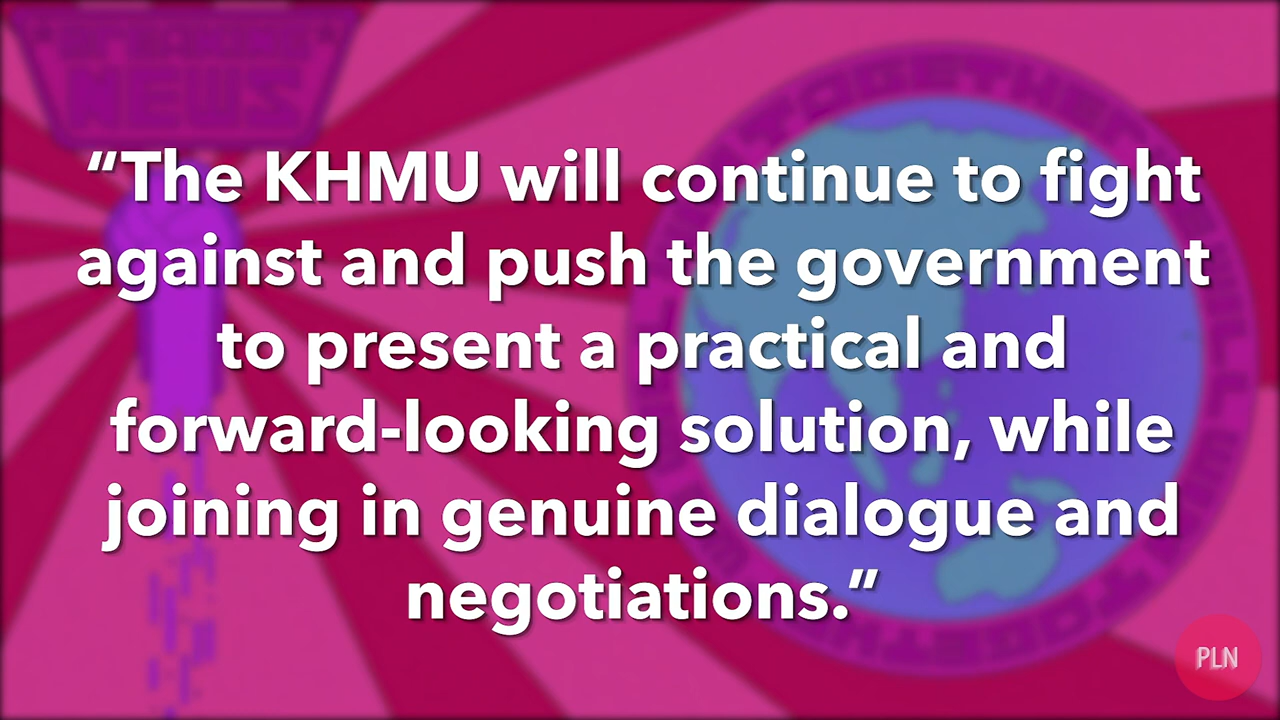 NEWS
“The KHMU will continue to fight
against and push the government
to present a practical and
forward-looking solution, while
joining in genuine dialogue and
negotiations.”
PLN